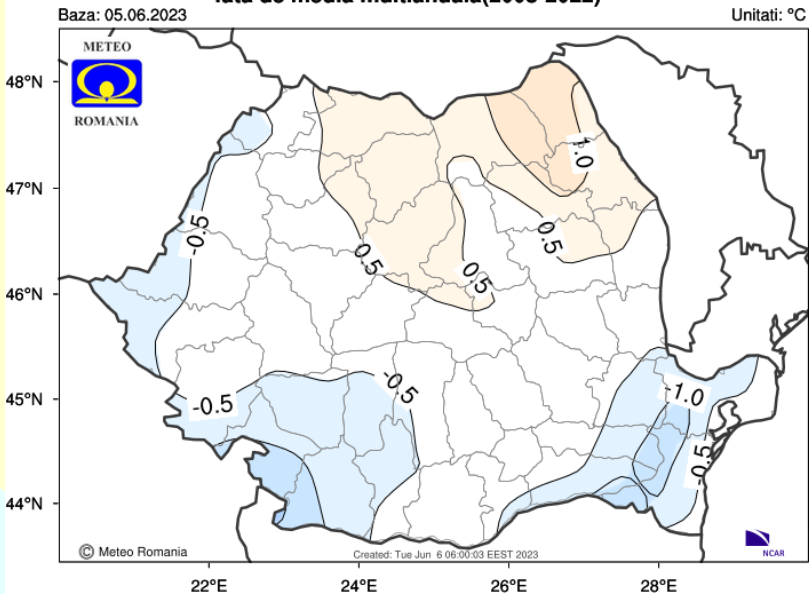 Baza: 05.06.2023
Unitati: °C
METEO
ROMANIA
48°N
47°N
46°N
45°N
44°N
1.0
-0.5
0.5
0.5
0.5
-0.5
-0.5
-1.0
-0.5
© Meteo Romania
Created: Tue Jun 6 06:00:03 EEST 2023
NCAR
22°E
24°E
26°E
28°E